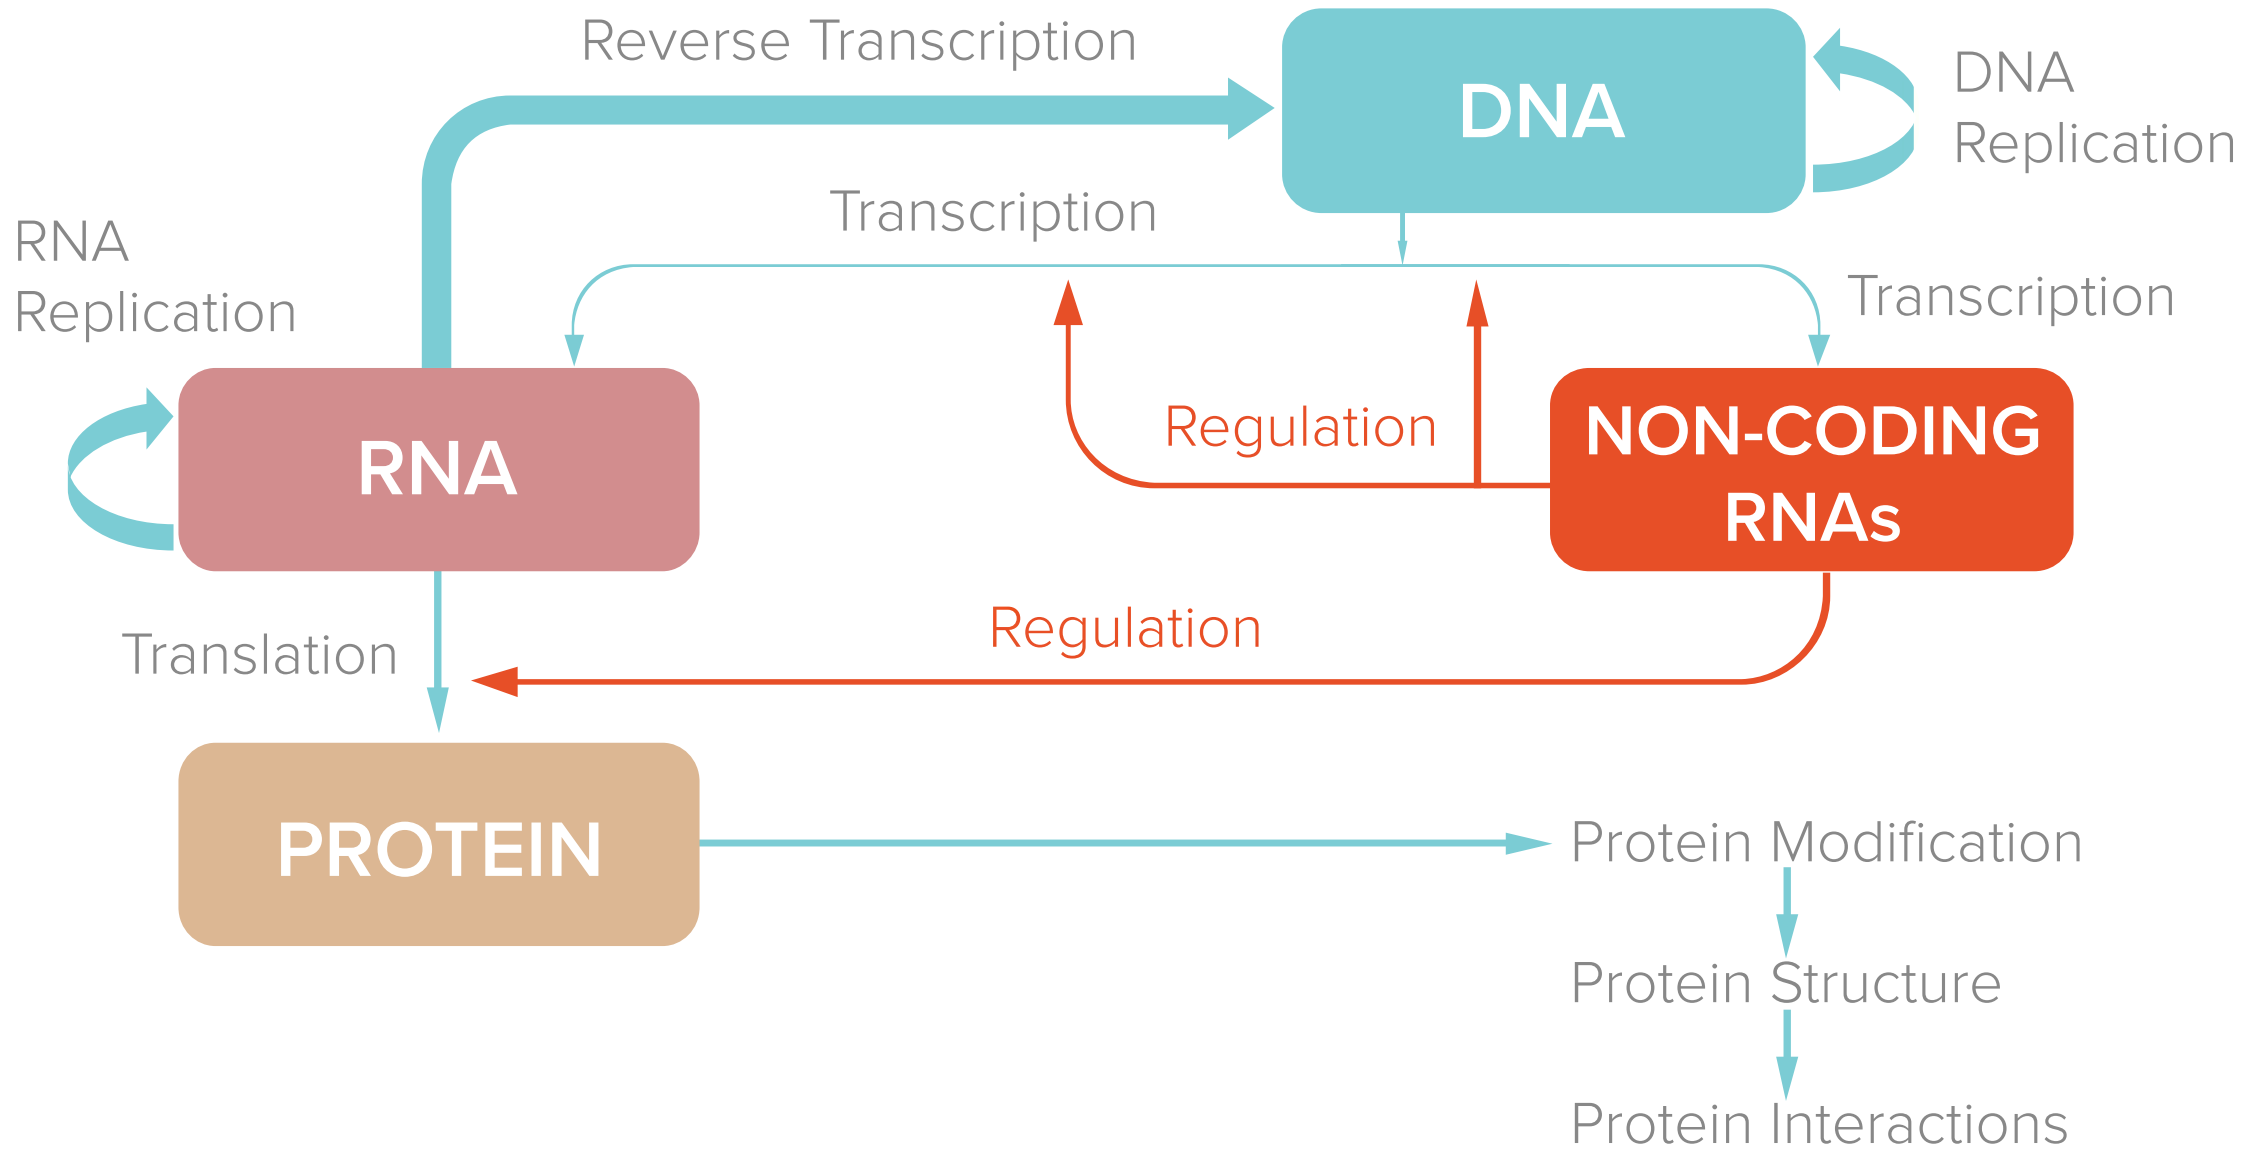 Reverse Transcription
DNA
DNA
Replication
Transcription
RNA
Replication
Transcription
RNA
Regulation
NON-CODING
RNAs
Translation
Regulation
PROTEIN
Protein Modification
Protein Structure
Protein Interactions